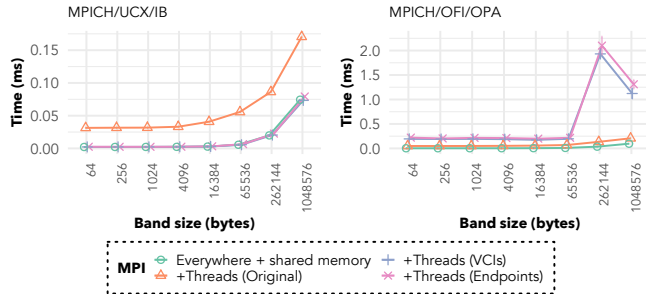 MPICH/UCX/IB
Time (ms)
0.15
0.10
0.05
0.00
64
256
1024
4096
16384
65536
262144
1048576
Band size (bytes)
MPICH/OFI/OPA
Time (ms)
2.0
1.5
1.0
0.5
0.0
64
256
1024
4096
16384
65536
262144
1048576
Band size (bytes)
MPI
Everywhere + shared memory
+Threads (Original)
+Threads (VCIs)
+Threads (Endpoints)